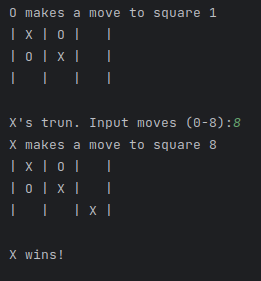 O makes a move to square 1
| X | O |   |
| O | X |   |
|   |   |   |
X's trun. Input moves (0-8):8
X makes a move to square 8
| X | O |   |
| O | X |   |
|   |   | X |
X wins!